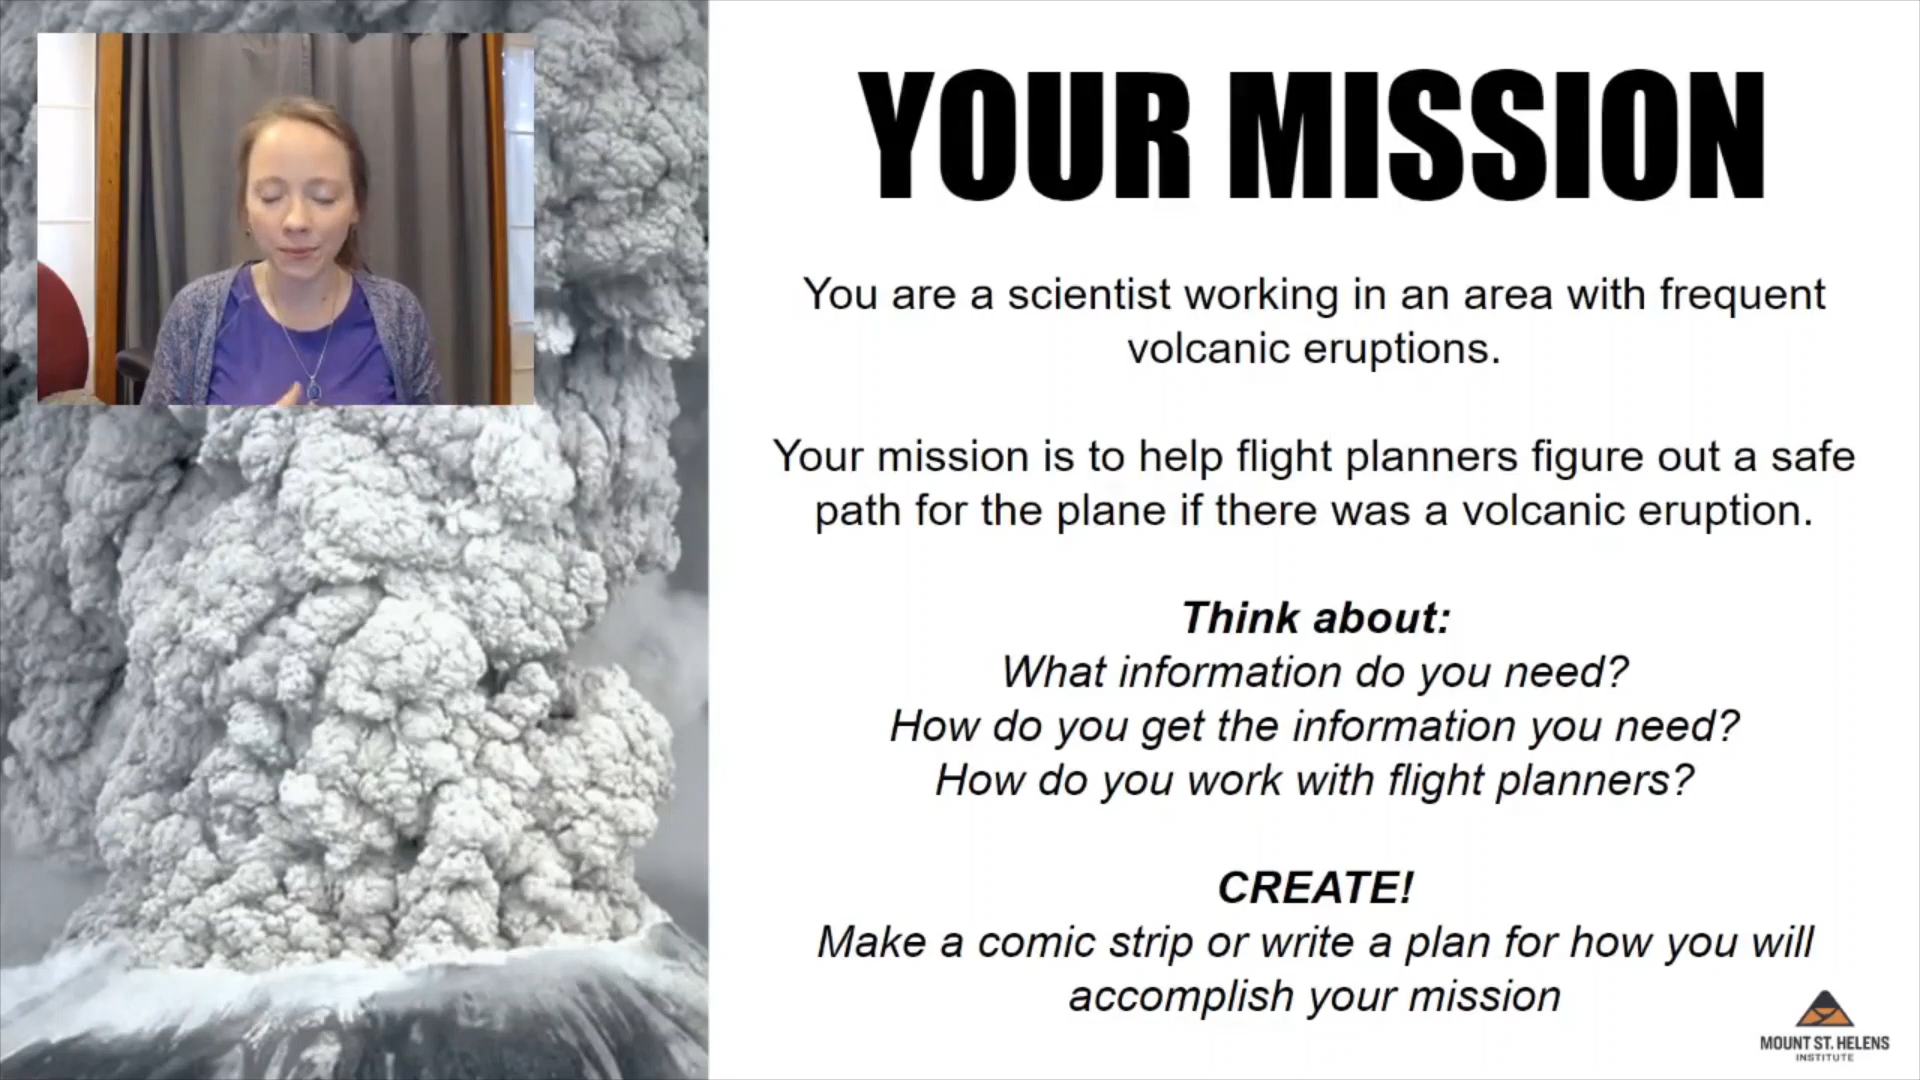 YOUR MISSION
You are a scientist working in an area with frequent
volcanic eruptions.
Your mission is to help flight planners figure out a safe
path for the plane if there was a volcanic eruption.
Think about:
What information do you need?
How do you get the information you need?
How do you work with flight planners?
CREATE!
Make a comic strip or write a plan for how you will
accomplish your mission
MOUNT ST. HELENS
INSTITUTE